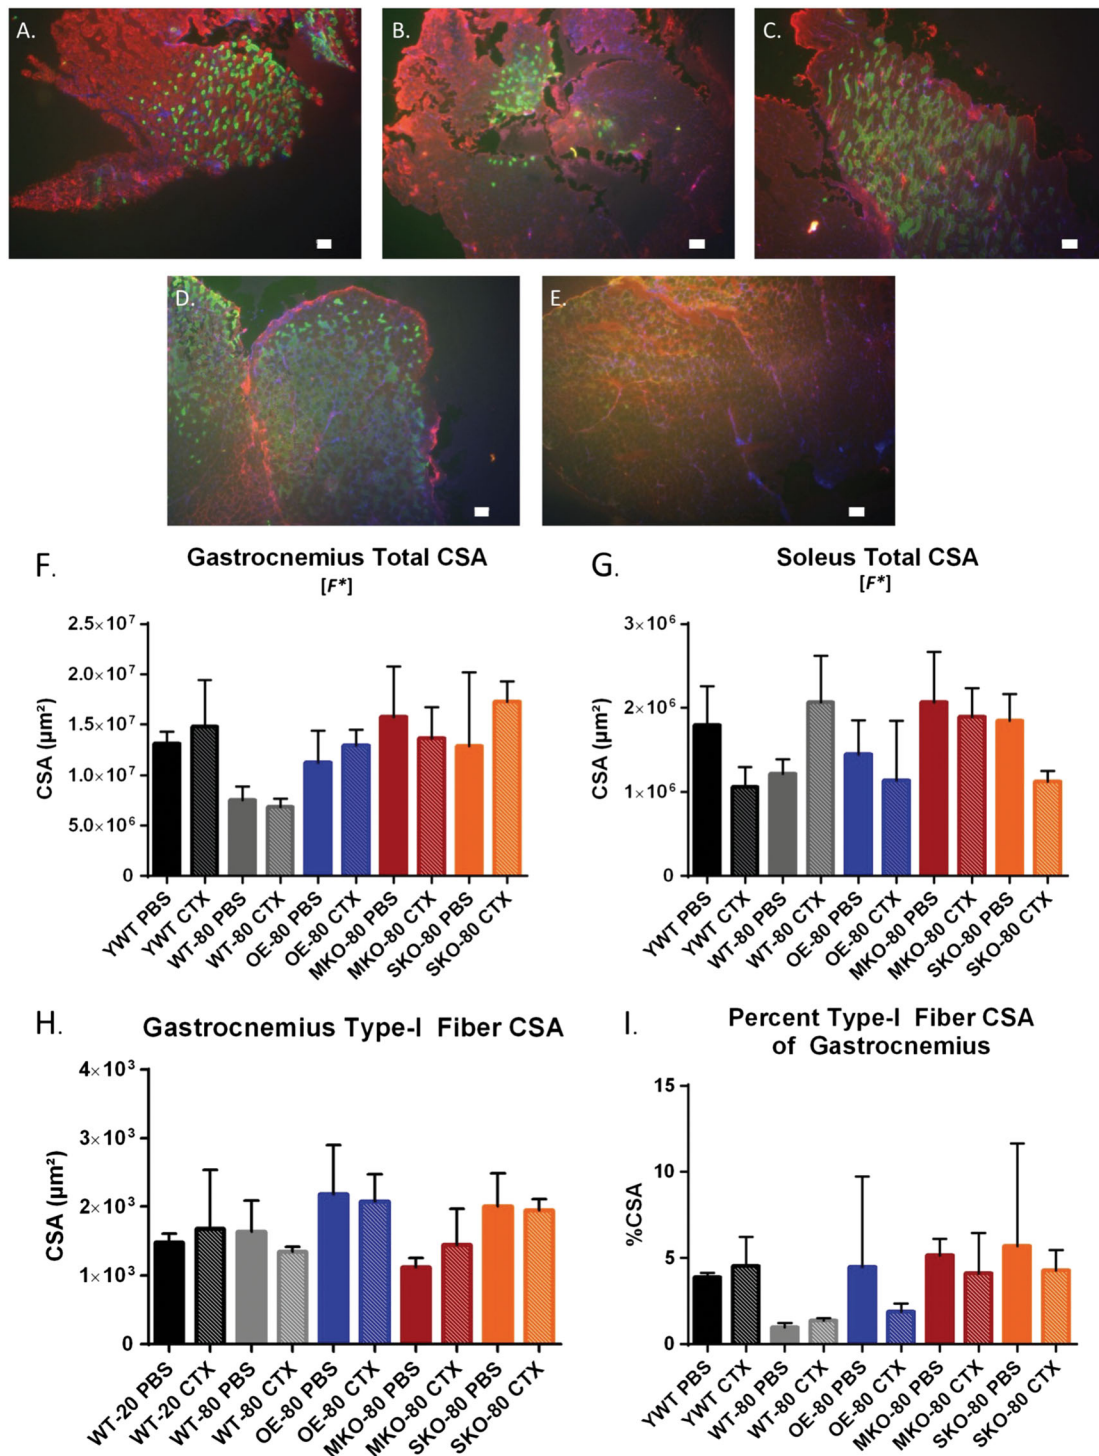 A.
B.
C.
D.
E.
F.
Gastrocnemius Total CSA
[F*]
CSA (µm²)
2.5×10⁷
2.0×10⁷
1.5×10⁷
1.0×10⁷
5.0×10⁶
0
YWT PBS
YWT CTX
WT-80 PBS
WT-80 CTX
OE-80 PBS
OE-80 CTX
MKO-80 PBS
MKO-80 CTX
SKO-80 PBS
SKO-80 CTX
G.
Soleus Total CSA
[F*]
CSA (µm²)
3×10⁶
2×10⁶
1×10⁶
0
YWT PBS
YWT CTX
WT-80 PBS
WT-80 CTX
OE-80 PBS
OE-80 CTX
MKO-80 PBS
MKO-80 CTX
SKO-80 PBS
SKO-80 CTX
H.
Gastrocnemius Type-I Fiber CSA
CSA (µm²)
4×10³
3×10³
2×10³
1×10³
0
WT-20 PBS
WT-20 CTX
WT-80 PBS
WT-80 CTX
OE-80 PBS
OE-80 CTX
MKO-80 PBS
MKO-80 CTX
SKO-80 PBS
SKO-80 CTX
I.
Percent Type-I Fiber CSA
of Gastrocnemius
%CSA
15
10
5
0
YWT PBS
YWT CTX
WT-80 PBS
WT-80 CTX
OE-80 PBS
OE-80 CTX
MKO-80 PBS
MKO-80 CTX
SKO-80 PBS
SKO-80 CTX